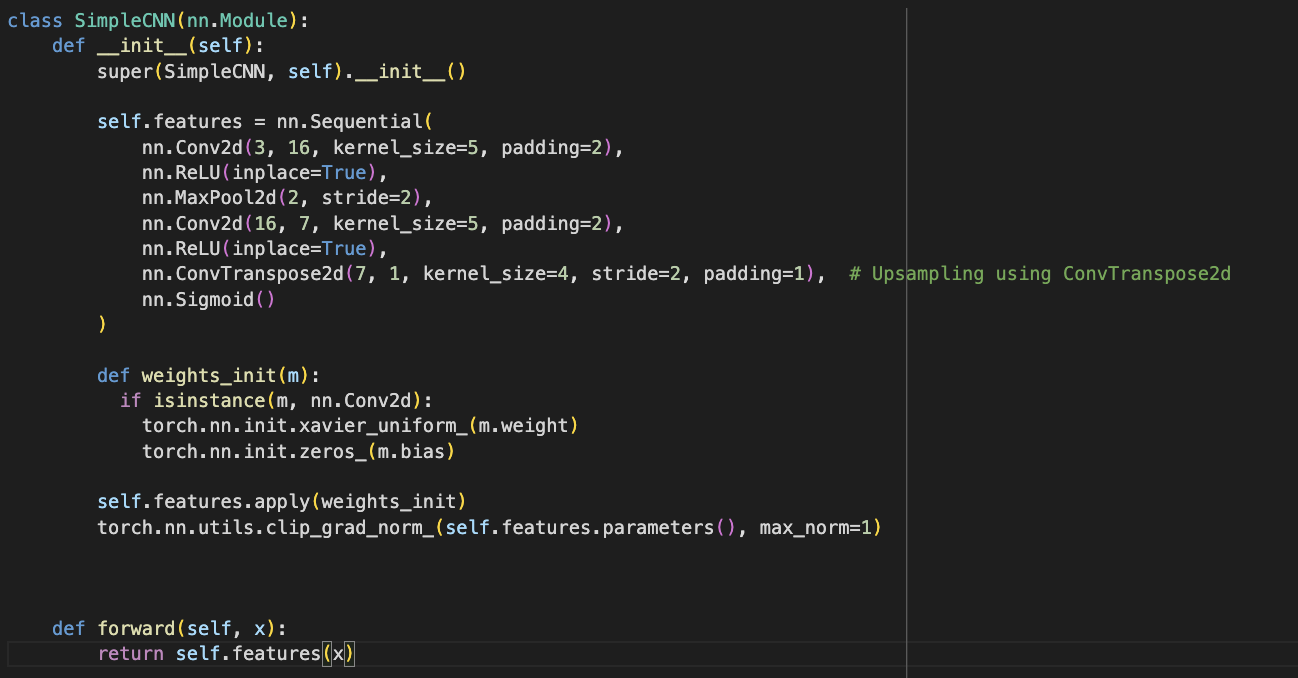 class SimpleCNN(nn.Module):
    def __init__(self):
        super(SimpleCNN, self).__init__()

        self.features = nn.Sequential(
            nn.Conv2d(3, 16, kernel_size=5, padding=2),
            nn.ReLU(inplace=True),
            nn.MaxPool2d(2, stride=2),
            nn.Conv2d(16, 7, kernel_size=5, padding=2),
            nn.ReLU(inplace=True),
            nn.ConvTranspose2d(7, 1, kernel_size=4, stride=2, padding=1),  # Upsampling using ConvTranspose2d
            nn.Sigmoid()
        )

        def weights_init(m):
          if isinstance(m, nn.Conv2d):
            torch.nn.init.xavier_uniform_(m.weight)
            torch.nn.init.zeros_(m.bias)

        self.features.apply(weights_init)
        torch.nn.utils.clip_grad_norm_(self.features.parameters(), max_norm=1)

    def forward(self, x):
        return self.features(x)